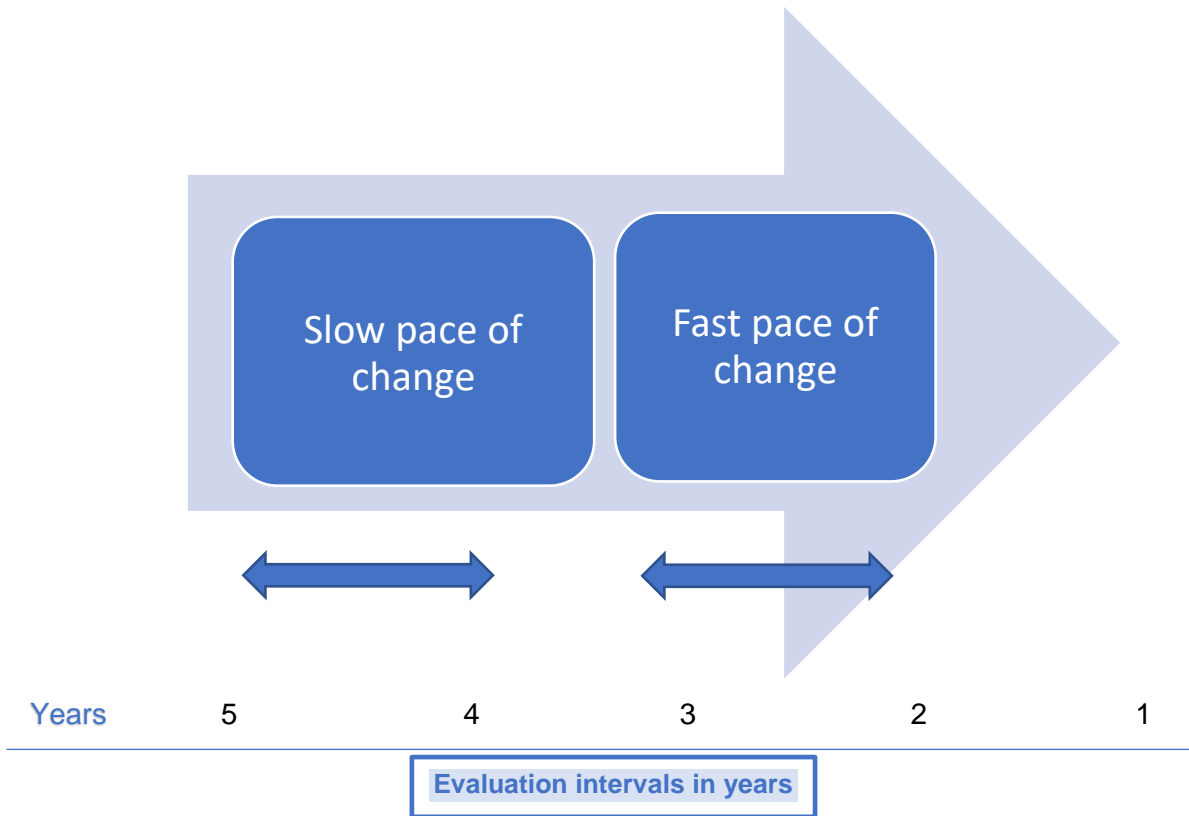 Slow pace of
change
Fast pace of
change
Years 5 4 3 2 1
Evaluation intervals in years